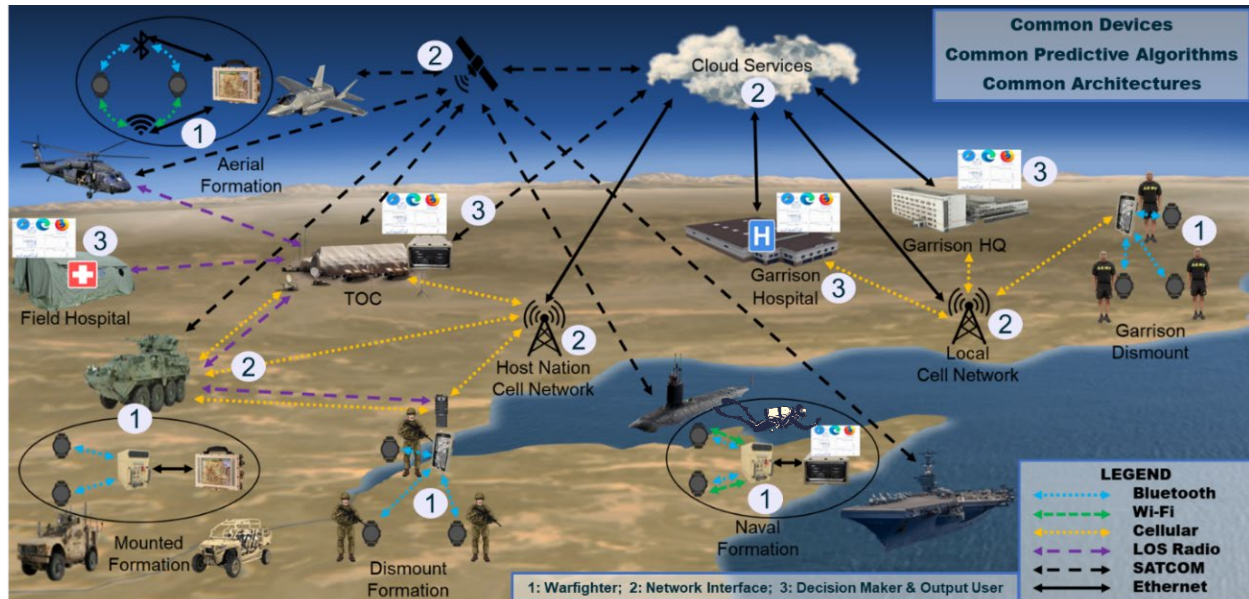 Common Devices
Common Predictive Algorithms
Common Architectures
2
Cloud Services
2
1
Aerial
Formation
3
3
3
H
Garrison HQ
1
Garrison
Hospital
3
TOC
Field Hospital
2
2
Host Nation
Cell Network
2
Local
Cell Network
Garrison
Dismount
1
1
1
Mounted
Formation
Dismount
Formation
Naval
Formation
LEGEND
Bluetooth
Wi-Fi
Cellular
LOS Radio
SATCOM
Ethernet
1: Warfighter; 2: Network Interface; 3: Decision Maker & Output User